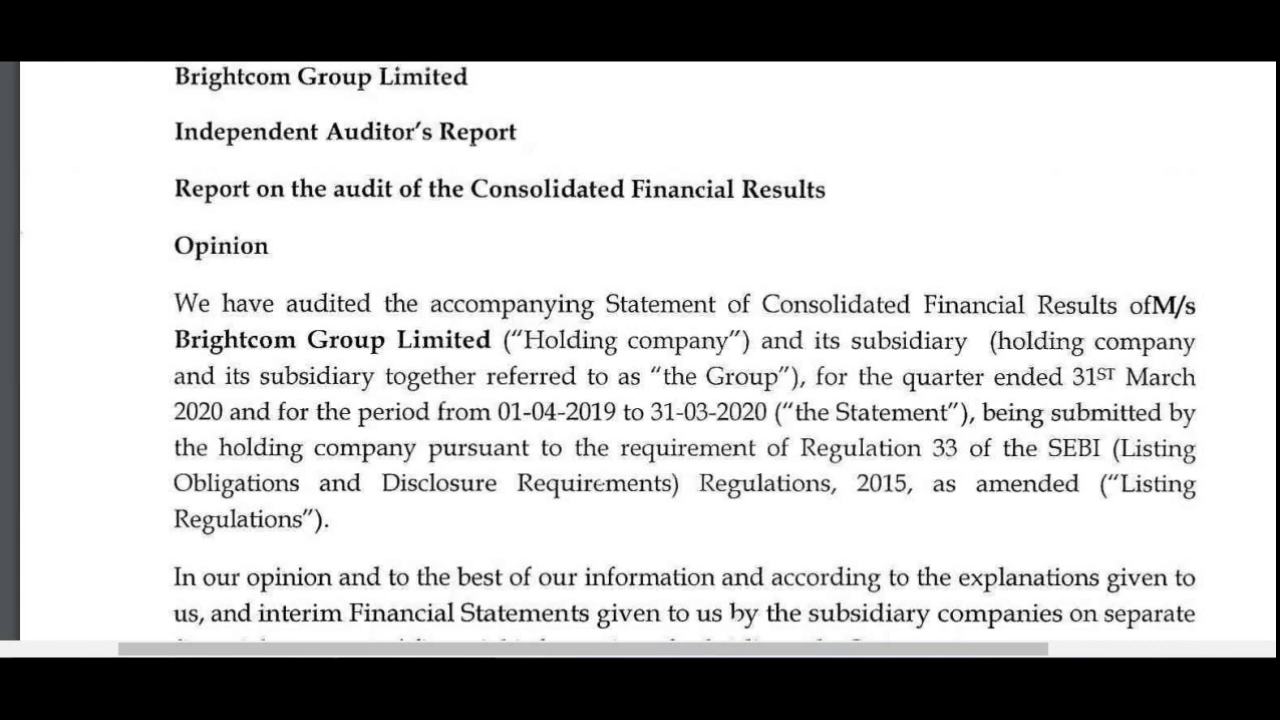 Brightcom Group Limited
Independent Auditor's Report
Report on the audit of the Consolidated Financial Results
Opinion
We have audited the accompanying Statement of Consolidated Financial Results ofM/s
Brightcom Group Limited ("Holding company") and its subsidiary (holding company
and its subsidiary together referred to as "the Group"), for the quarter ended 31ST March
2020 and for the period from 01-04-2019 to 31-03-2020 ("the Statement"), being submitted by
the holding company pursuant to the requirement of Regulation 33 of the SEBI (Listing
Obligations and Disclosure Requirements) Regulations, 2015, as amended ("Listing
Regulations").
In our opinion and to the best of our information and according to the explanations given to
us, and interim Financial Statements given to us by the subsidiary companies on separate